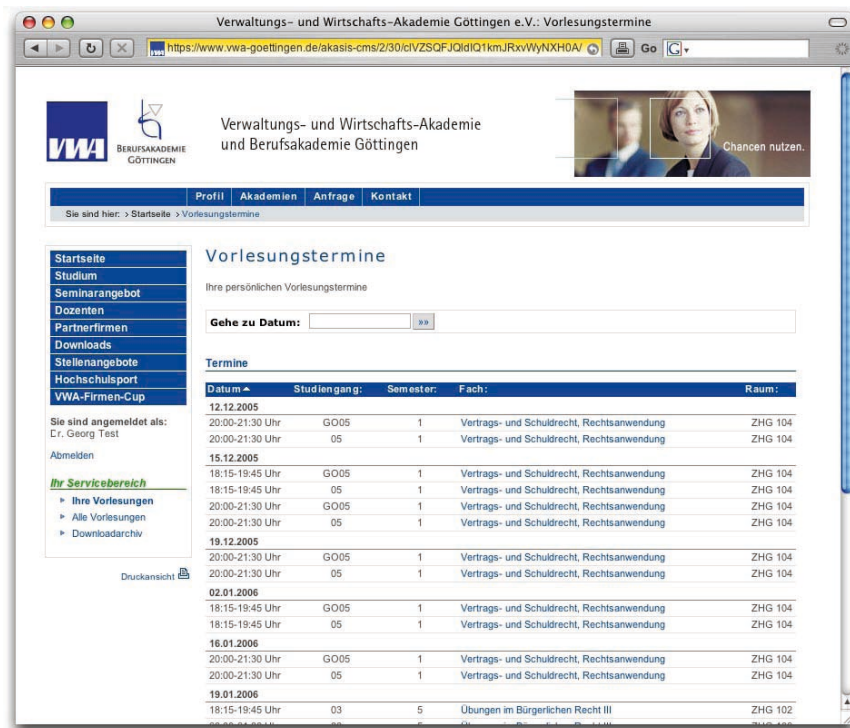 Verwaltungs- und Wirtschafts-Akademie Göttingen e.V.: Vorlesungstermine
Go
G
VWA
BERUFSAKADEMIE
GÖTTINGEN
Verwaltungs- und Wirtschafts-Akademie
und Berufsakademie Göttingen
Chancen nutzen.
Profil Akademien Anfrage Kontakt
Sie sind hier: › Startseite › Vorlesungstermine
Startseite
Studium
Seminarangebot
Dozenten
Partnerfirmen
Downloads
Stellenangebote
Hochschulsport
VWA-Firmen-Cup
Sie sind angemeldet als:
Dr. Georg Test
Abmelden
Ihr Servicebereich
Ihre Vorlesungen
Alle Vorlesungen
Downloadarchiv
Druckansicht
Vorlesungstermine
Ihre persönlichen Vorlesungstermine
Gehe zu Datum: »»
Termine
Datum Studiengang: Semester: Fach: Raum:
12.12.2005
20:00-21:30 Uhr GO05 1 Vertrags- und Schuldrecht, Rechtsanwendung ZHG 104
20:00-21:30 Uhr 05 1 Vertrags- und Schuldrecht, Rechtsanwendung ZHG 104
15.12.2005
18:15-19:45 Uhr GO05 1 Vertrags- und Schuldrecht, Rechtsanwendung ZHG 104
18:15-19:45 Uhr 05 1 Vertrags- und Schuldrecht, Rechtsanwendung ZHG 104
20:00-21:30 Uhr GO05 1 Vertrags- und Schuldrecht, Rechtsanwendung ZHG 104
20:00-21:30 Uhr 05 1 Vertrags- und Schuldrecht, Rechtsanwendung ZHG 104
19.12.2005
20:00-21:30 Uhr GO05 1 Vertrags- und Schuldrecht, Rechtsanwendung ZHG 104
20:00-21:30 Uhr 05 1 Vertrags- und Schuldrecht, Rechtsanwendung ZHG 104
02.01.2006
18:15-19:45 Uhr GO05 1 Vertrags- und Schuldrecht, Rechtsanwendung ZHG 104
18:15-19:45 Uhr 05 1 Vertrags- und Schuldrecht, Rechtsanwendung ZHG 104
16.01.2006
20:00-21:30 Uhr GO05 1 Vertrags- und Schuldrecht, Rechtsanwendung ZHG 104
20:00-21:30 Uhr 05 1 Vertrags- und Schuldrecht, Rechtsanwendung ZHG 104
19.01.2006
18:15-19:45 Uhr 03 5 Übungen im Bürgerlichen Recht III ZHG 102